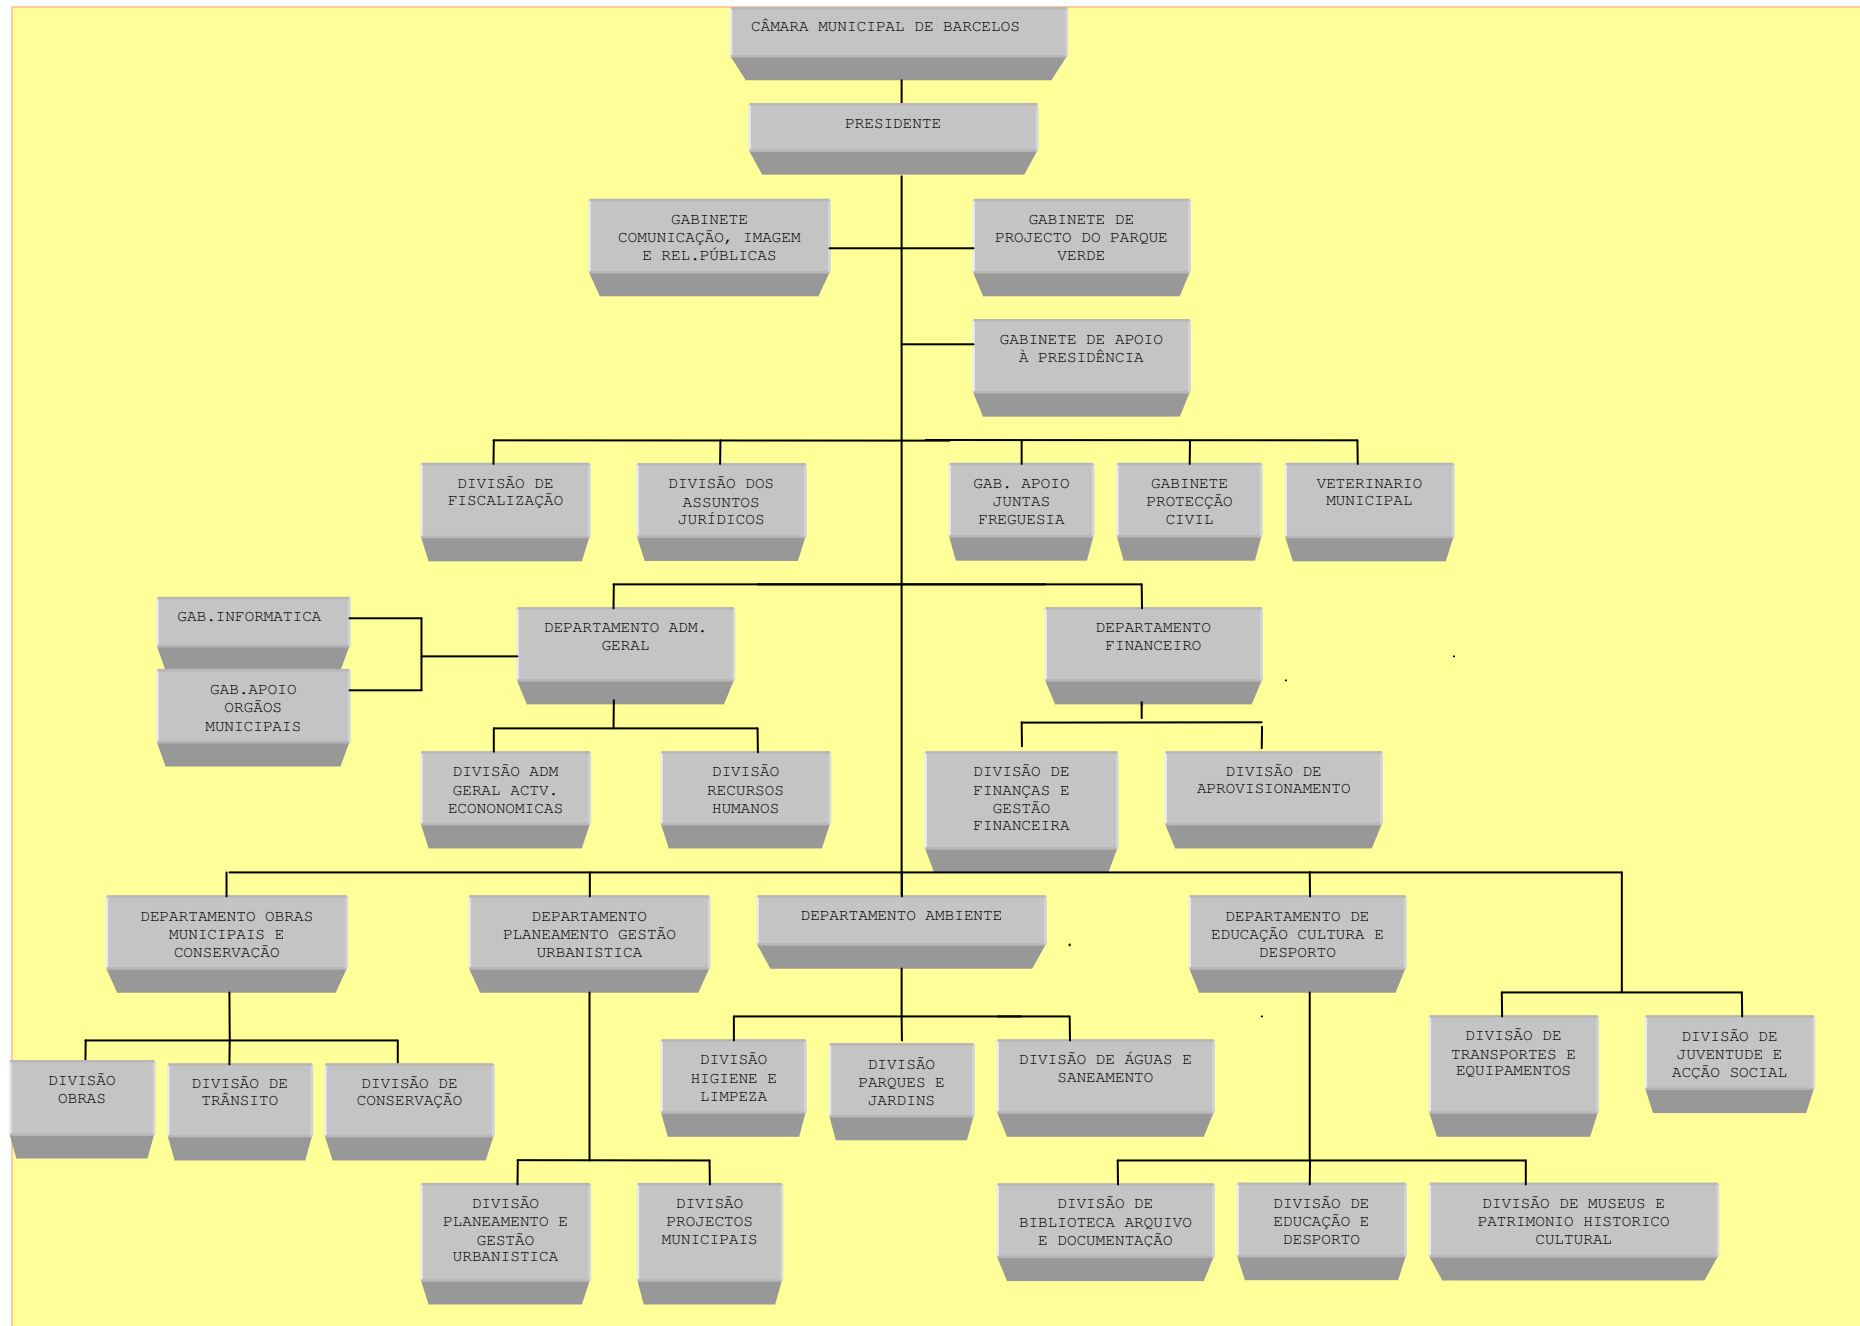 CÂMARA MUNICIPAL DE BARCELOS
PRESIDENTE
GABINETE
COMUNICAÇÃO, IMAGEM
E REL.PÚBLICAS
GABINETE DE
PROJECTO DO PARQUE
VERDE
GABINETE DE APOIO
À PRESIDÊNCIA
DIVISÃO DE
FISCALIZAÇÃO
DIVISÃO DOS
ASSUNTOS
JURÍDICOS
GAB. APOIO
JUNTAS
FREGUESIA
GABINETE
PROTECÇÃO
CIVIL
VETERINARIO
MUNICIPAL
GAB.INFORMATICA
GAB.APOIO
ORGÃOS
MUNICIPAIS
DEPARTAMENTO ADM.
GERAL
DEPARTAMENTO
FINANCEIRO
DIVISÃO ADM
GERAL ACTV.
ECONONOMICAS
DIVISÃO
RECURSOS
HUMANOS
DIVISÃO DE
FINANÇAS E
GESTÃO
FINANCEIRA
DIVISÃO DE
APROVISIONAMENTO
DEPARTAMENTO OBRAS
MUNICIPAIS E
CONSERVAÇÃO
DEPARTAMENTO
PLANEAMENTO GESTÃO
URBANISTICA
DEPARTAMENTO AMBIENTE
DEPARTAMENTO DE
EDUCAÇÃO CULTURA E
DESPORTO
DIVISÃO DE
TRANSPORTES E
EQUIPAMENTOS
DIVISÃO DE
JUVENTUDE E
ACÇÃO SOCIAL
DIVISÃO
OBRAS
DIVISÃO DE
TRÂNSITO
DIVISÃO DE
CONSERVAÇÃO
DIVISÃO
HIGIENE E
LIMPEZA
DIVISÃO
PARQUES E
JARDINS
DIVISÃO DE ÁGUAS E
SANEAMENTO
DIVISÃO
PLANEAMENTO E
GESTÃO
URBANISTICA
DIVISÃO
PROJECTOS
MUNICIPAIS
DIVISÃO DE
BIBLIOTECA ARQUIVO
E DOCUMENTAÇÃO
DIVISÃO DE
EDUCAÇÃO E
DESPORTO
DIVISÃO DE MUSEUS E
PATRIMONIO HISTORICO
CULTURAL